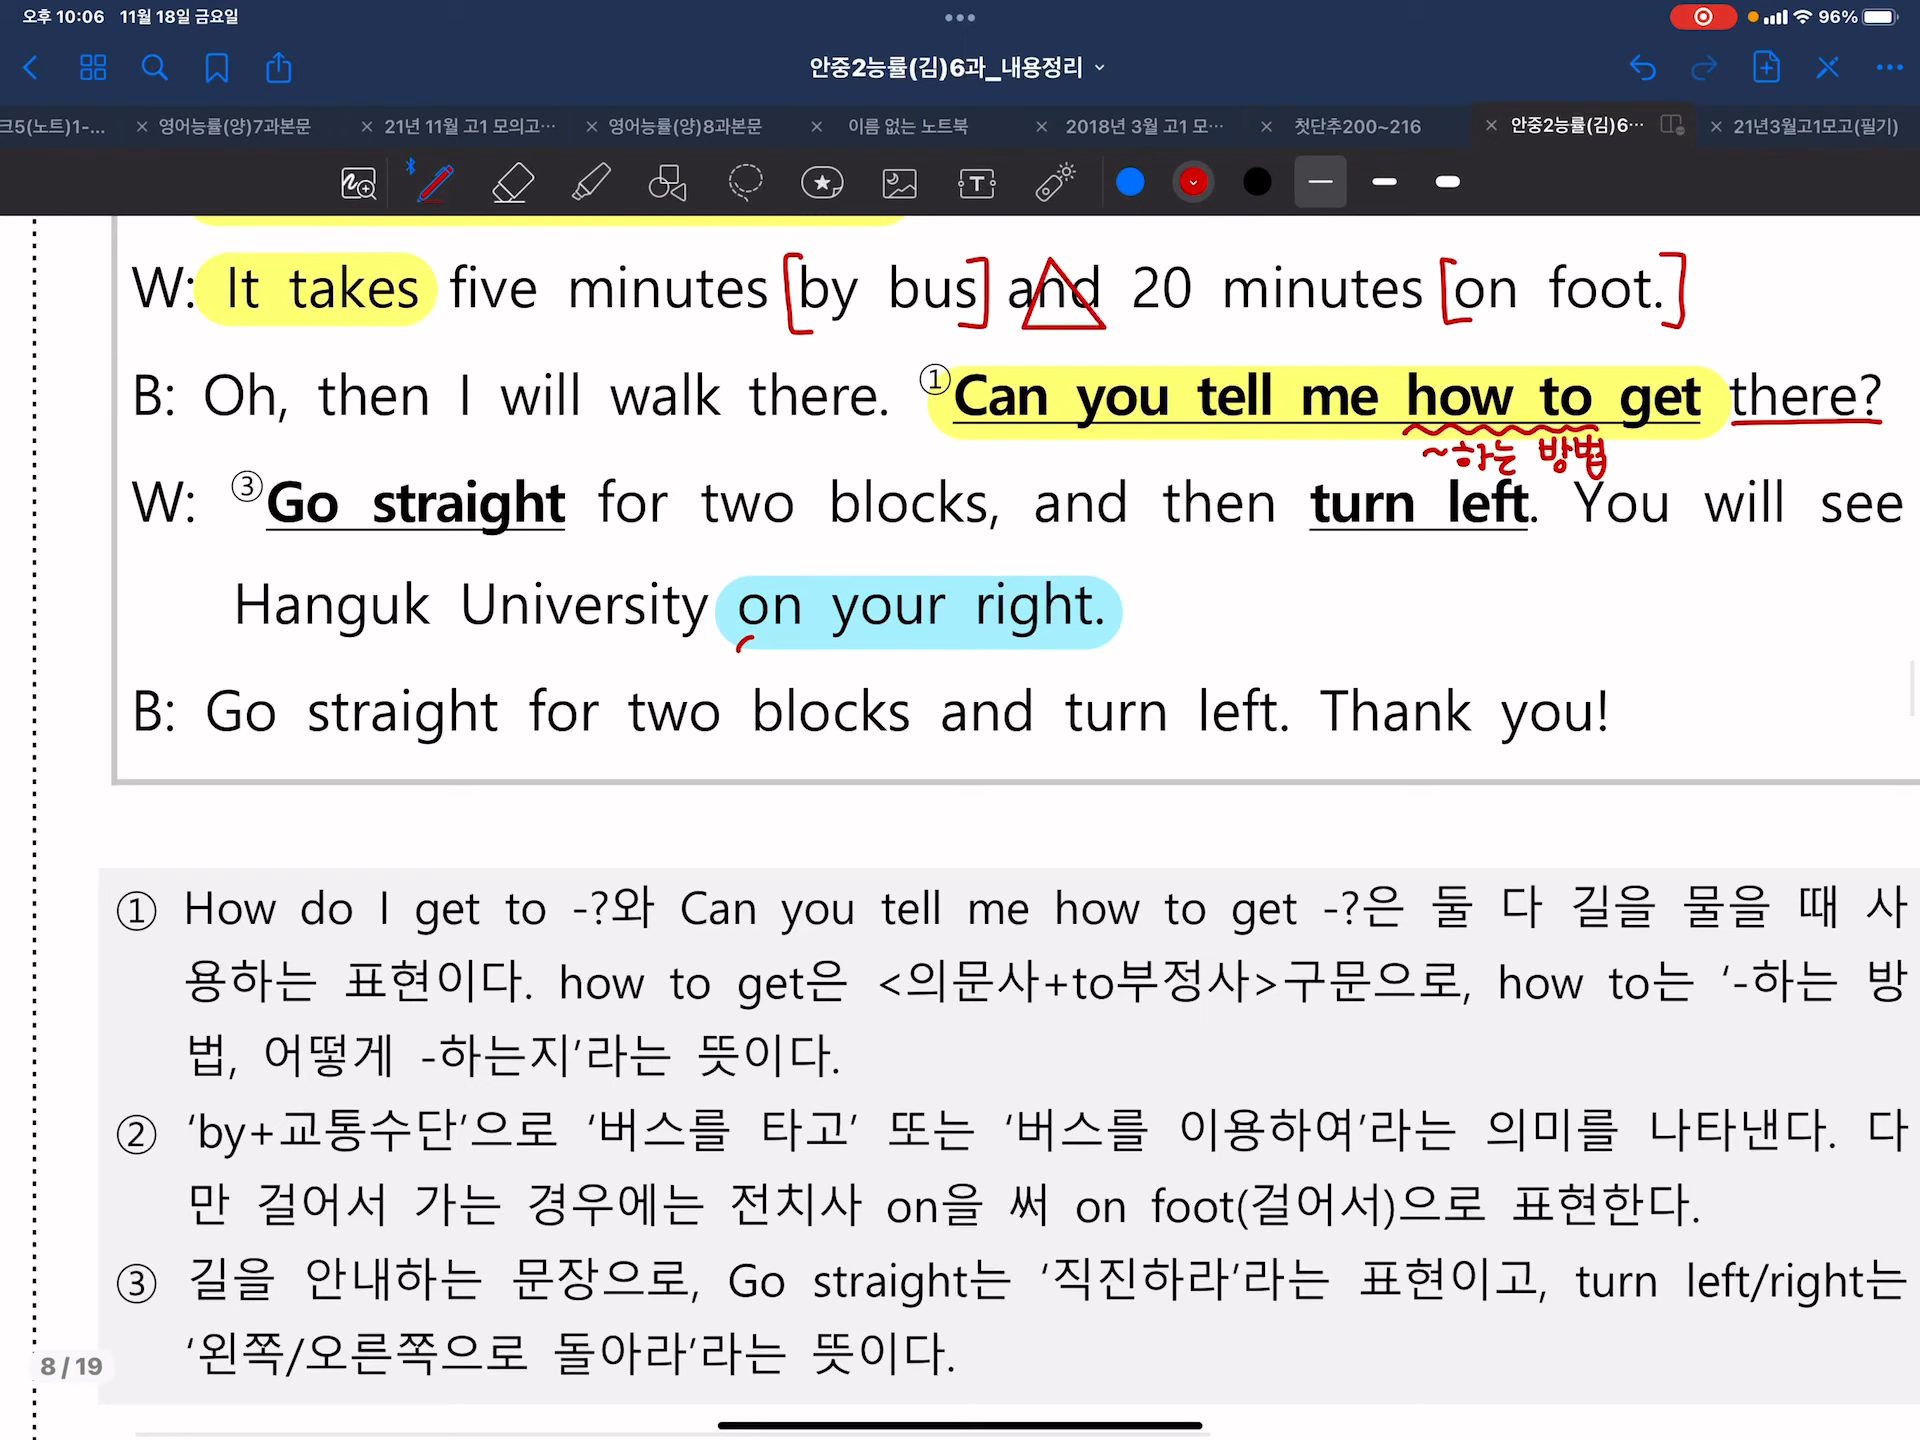 오후 10:06 11월 18일 금요일
96%
안중2능률(김)6과_내용정리
크5(노트)1-...
영어능률(양)7과본문
21년 11월 고1 모의고…
영어능률(양)8과본문
이름 없는 노트북
2018년 3월 고1 모…
첫단추200~216
안중2능률(김)6…
21년3월고1모고(필기)
W: It takes five minutes [by bus] and 20 minutes [on foot.]
B: Oh, then I will walk there. ①Can you tell me how to get there?
~하는 방법
W: ③Go straight for two blocks, and then turn left. You will see
Hanguk University on your right.
B: Go straight for two blocks and turn left. Thank you!
① How do I get to -?와 Can you tell me how to get -?은 둘 다 길을 물을 때 사
용하는 표현이다. how to get은 <의문사+to부정사>구문으로, how to는 ‘-하는 방
법, 어떻게 -하는지’라는 뜻이다.
② ‘by+교통수단’으로 ‘버스를 타고’ 또는 ‘버스를 이용하여’라는 의미를 나타낸다. 다
만 걸어서 가는 경우에는 전치사 on을 써 on foot(걸어서)으로 표현한다.
③ 길을 안내하는 문장으로, Go straight는 ‘직진하라’라는 표현이고, turn left/right는
‘왼쪽/오른쪽으로 돌아라’라는 뜻이다.
8/19